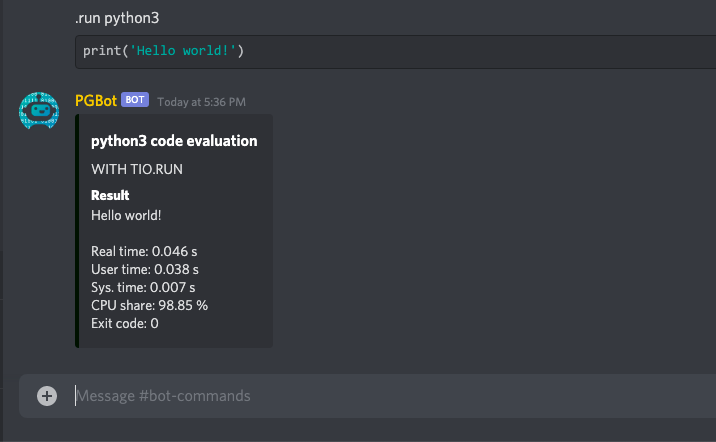 .run python3
print('Hello world!')
PGBot BOT Today at 5:36 PM
python3 code evaluation
WITH TIO.RUN
Result
Hello world!
Real time: 0.046 s
User time: 0.038 s
Sys. time: 0.007 s
CPU share: 98.85 %
Exit code: 0
Message #bot-commands